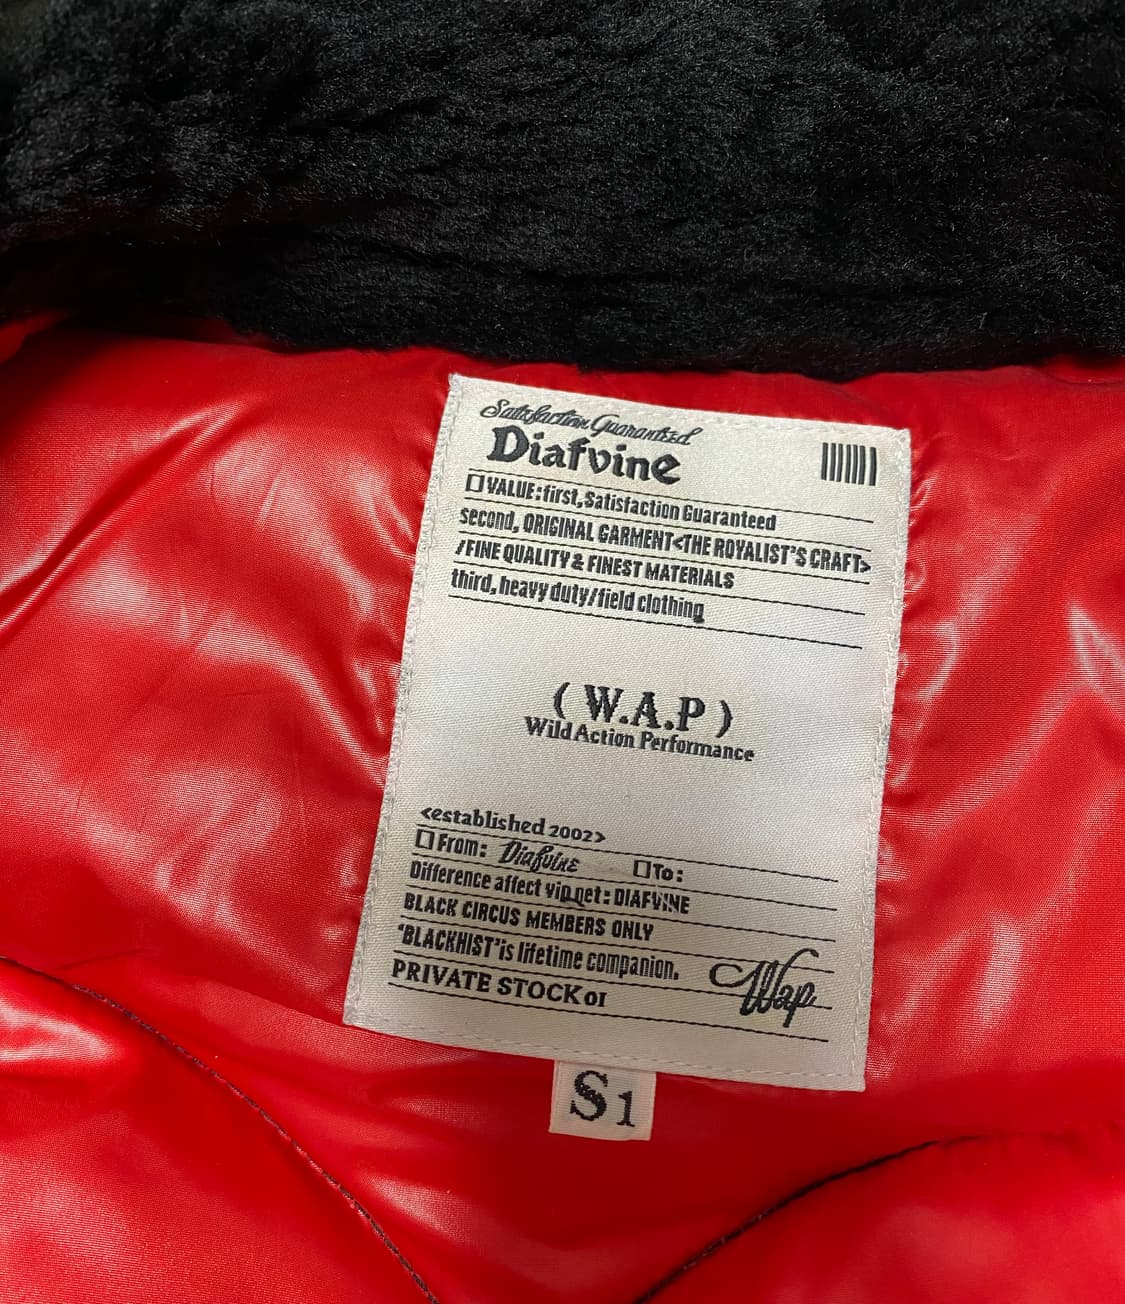 Satisfaction Guaranteed
Diafvine
VALUE:first, Satisfaction Guaranteed
second, ORIGINAL GARMENT<THE ROYALIST'S CRAFT>
/FINE QUALITY & FINEST MATERIALS
third, heavy duty/field clothing
( W.A.P )
Wild Action Performance
<established 2002>
From: Diafvine To:
Difference affect vip.net: DIAFVINE
BLACK CIRCUS MEMBERS ONLY
'BLACKHIST' is lifetime companion.
Wap
PRIVATE STOCK 01
S1